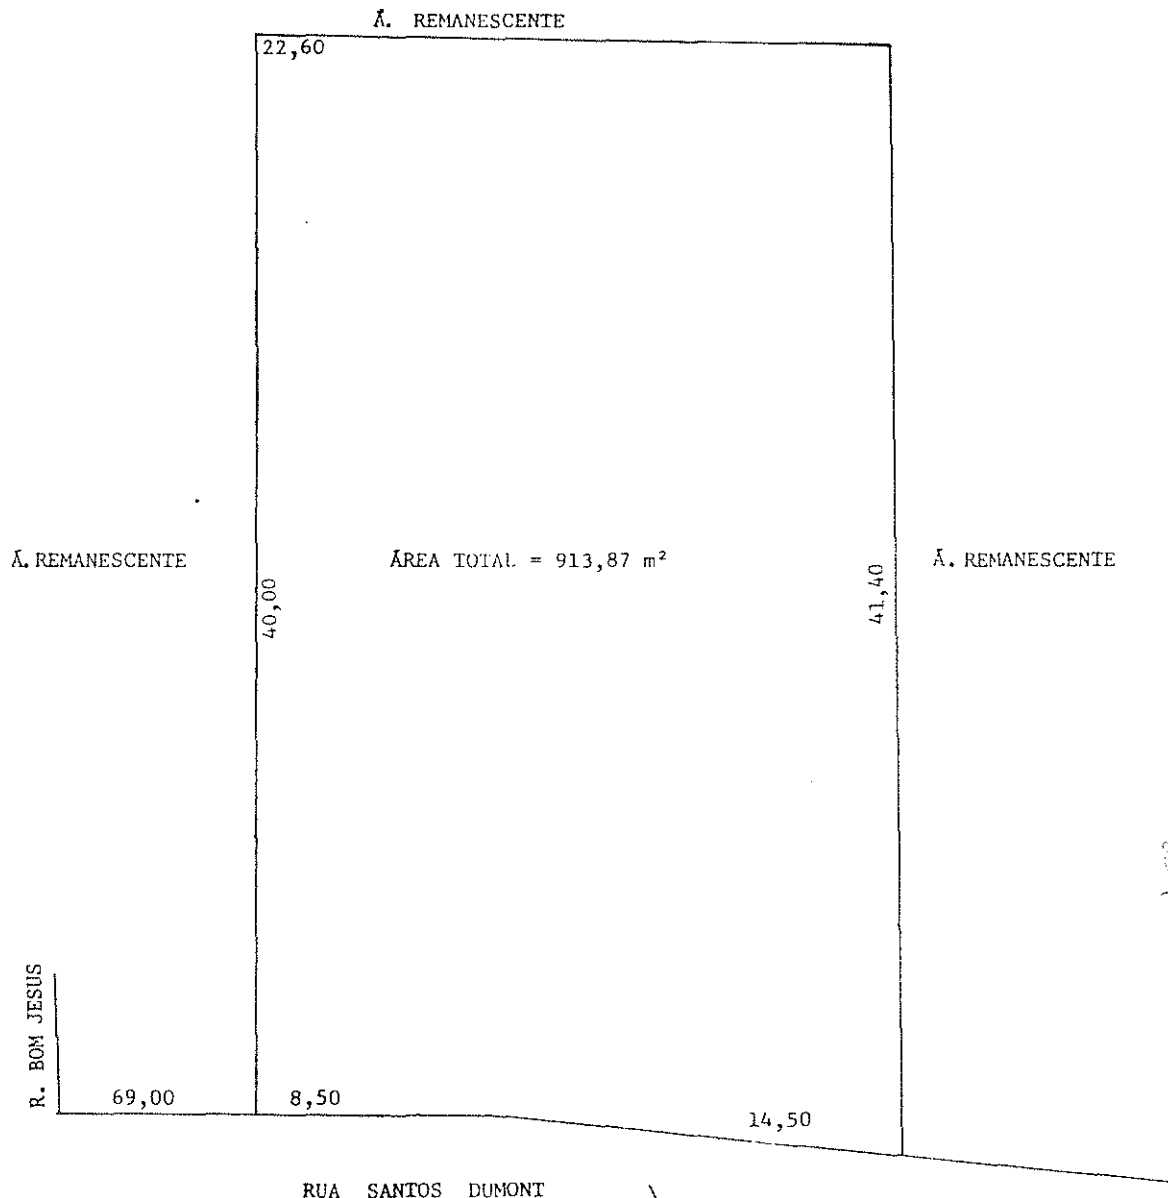 Á. REMANESCENTE
22,60
Á. REMANESCENTE
ÁREA TOTAL = 913,87 m²
Á. REMANESCENTE
40,00
41,40
R. BOM JESUS
69,00
8,50
14,50
RUA SANTOS DUMONT